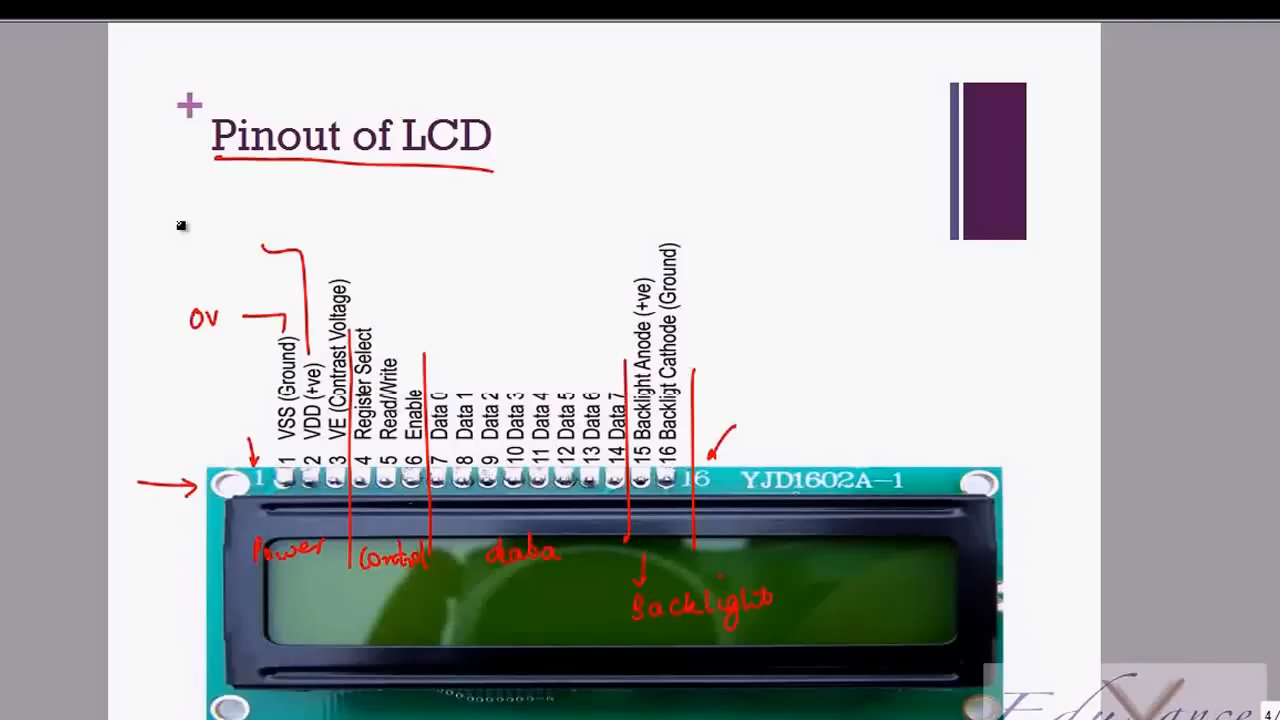 +
Pinout of LCD
0V
1 VSS (Ground)
2 VDD (+ve)
3 VE (Contrast Voltage)
4 Register Select
5 Read/Write
6 Enable
7 Data 0
8 Data 1
9 Data 2
10 Data 3
11 Data 4
12 Data 5
13 Data 6
14 Data 7
15 Backlight Anode (+ve)
16 Backligt Cathode (Ground)
1 16 YJD1602A-1
Power Control data
Backlight